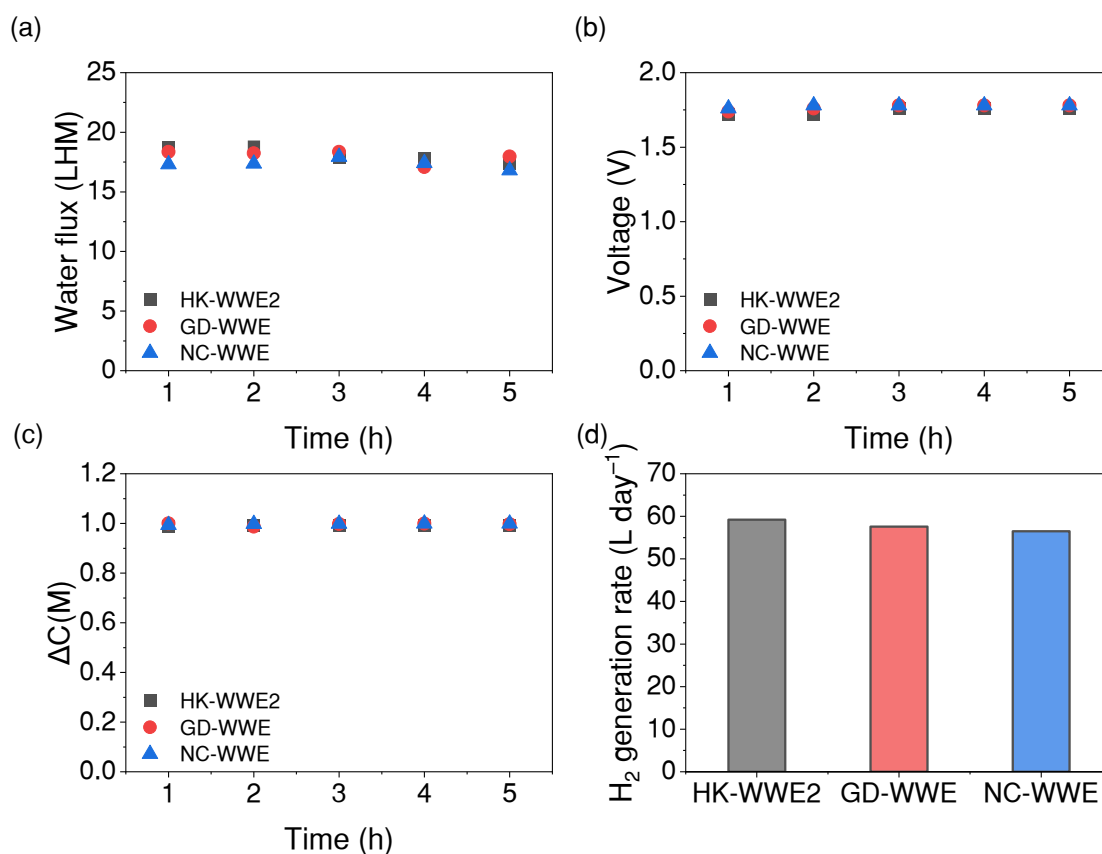 (a)
Water flux (LHM)
25
20
15
10
5
0
HK-WWE2
GD-WWE
NC-WWE
1 2 3 4 5
Time (h)
(b)
Voltage (V)
2.0
1.5
1.0
0.5
0.0
HK-WWE2
GD-WWE
NC-WWE
1 2 3 4 5
Time (h)
(c)
ΔC(M)
1.2
1.0
0.8
0.6
0.4
0.2
0.0
HK-WWE2
GD-WWE
NC-WWE
1 2 3 4 5
Time (h)
(d)
H₂ generation rate (L day⁻¹)
70
60
50
40
30
20
10
0
HK-WWE2 GD-WWE NC-WWE